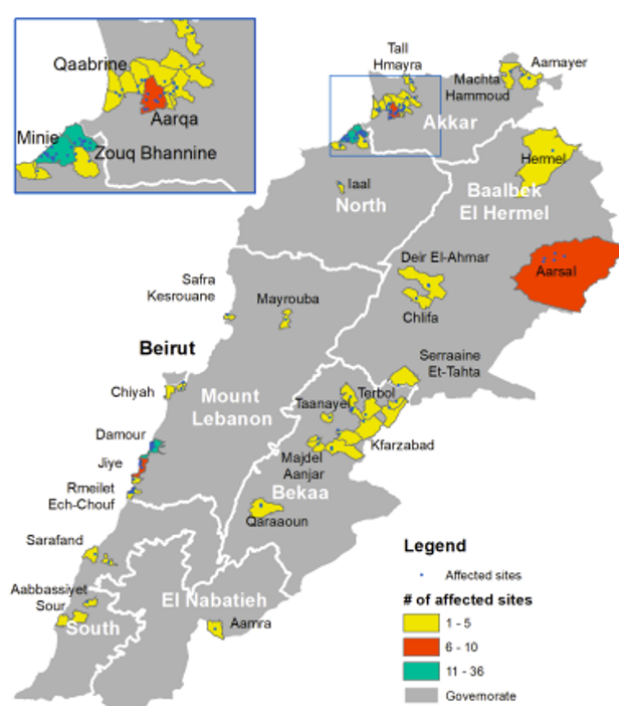 Qaabrine
Aarqa
Minie
Zouq Bhannine
Tall
Hmayra
Aamayer
Machta
Hammoud
Akkar
Hermel
Iaal
North
Baalbek
El Hermel
Deir El-Ahmar
Aarsal
Safra
Kesrouane
Mayrouba
Chlifa
Beirut
Serraaine
Et-Tahta
Chiyah
Mount
Lebanon
Taanayel
Terbol
Damour
Kfarzabad
Jiye
Majdel
Aanjar
Rmeilet
Ech-Chouf
Bekaa
Qaraaoun
Sarafand
Aabbassiyet
Sour
El Nabatieh
South
Aamra
Legend
Affected sites
# of affected sites
1 - 5
6 - 10
11 - 36
Governorate